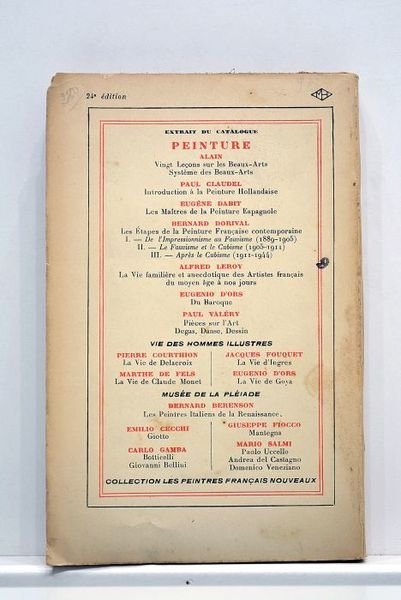 24e édition
EXTRAIT DU CATALOGUE
PEINTURE
ALAIN
Vingt Leçons sur les Beaux-Arts
Système des Beaux-Arts
PAUL CLAUDEL
Introduction à la Peinture Hollandaise
EUGÈNE DABIT
Les Maîtres de la Peinture Espagnole
BERNARD DORIVAL
Les Étapes de la Peinture Française contemporaine
I. — De l'Impressionnisme au Fauvisme (1889-1905)
II. — Le Fauvisme et le Cubisme (1905-1911)
III. — Après le Cubisme (1911-1944)
ALFRED LEROY
La Vie familière et anecdotique des Artistes français
du moyen âge à nos jours
EUGENIO D'ORS
Du Baroque
PAUL VALÉRY
Pièces sur l'Art
Degas, Danse, Dessin
VIE DES HOMMES ILLUSTRES
PIERRE COURTHION
La Vie de Delacroix
MARTHE DE FELS
La Vie de Claude Monet
JACQUES FOUQUET
La Vie d'Ingres
EUGENIO D'ORS
La Vie de Goya
MUSÉE DE LA PLÉIADE
BERNARD BERENSON
Les Peintres Italiens de la Renaissance.
EMILIO CECCHI
Giotto
CARLO GAMBA
Botticelli
Giovanni Bellini
GIUSEPPE FIOCCO
Mantegna
MARIO SALMI
Paolo Uccello
Andrea del Castagno
Domenico Veneziano
COLLECTION LES PEINTRES FRANÇAIS NOUVEAUX